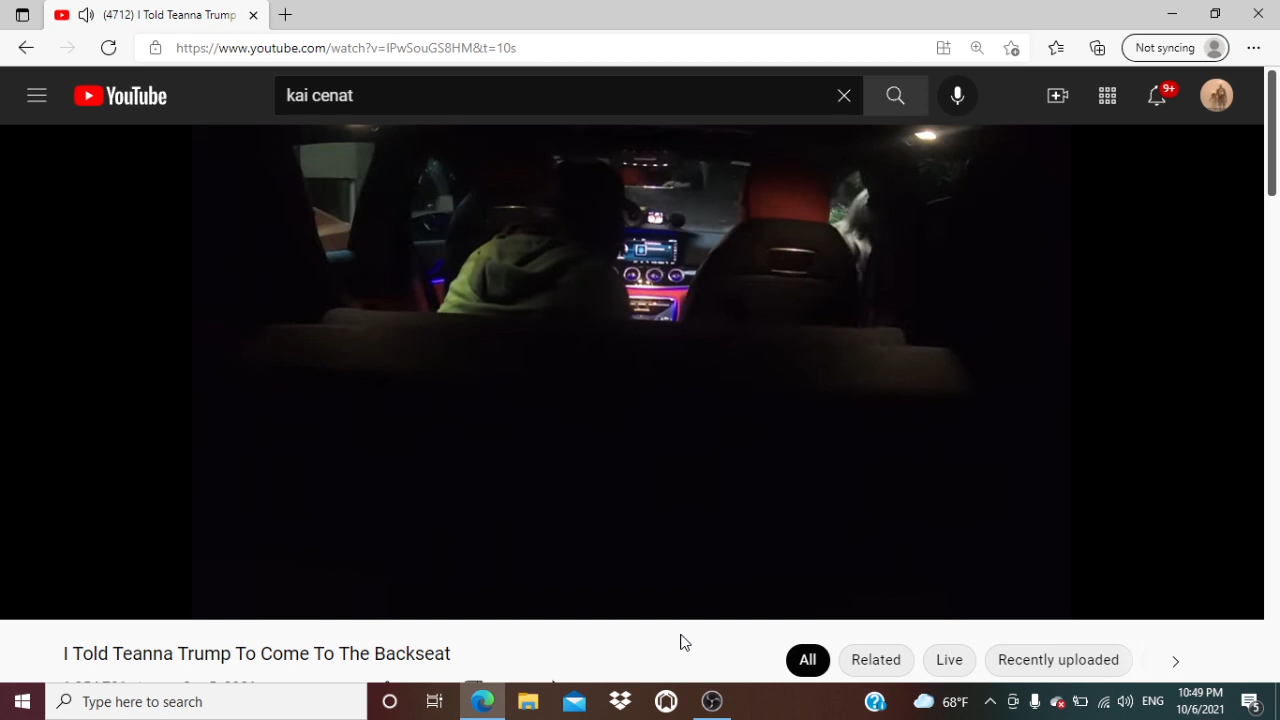 (4712) I Told Teanna Trump
https://www.youtube.com/watch?v=IPwSouGS8HM&t=10s
Not syncing
YouTube
kai cenat
9+
I Told Teanna Trump To Come To The Backseat
All
Related
Live
Recently uploaded
Type here to search
68°F
ENG
10:49 PM
10/6/2021
5